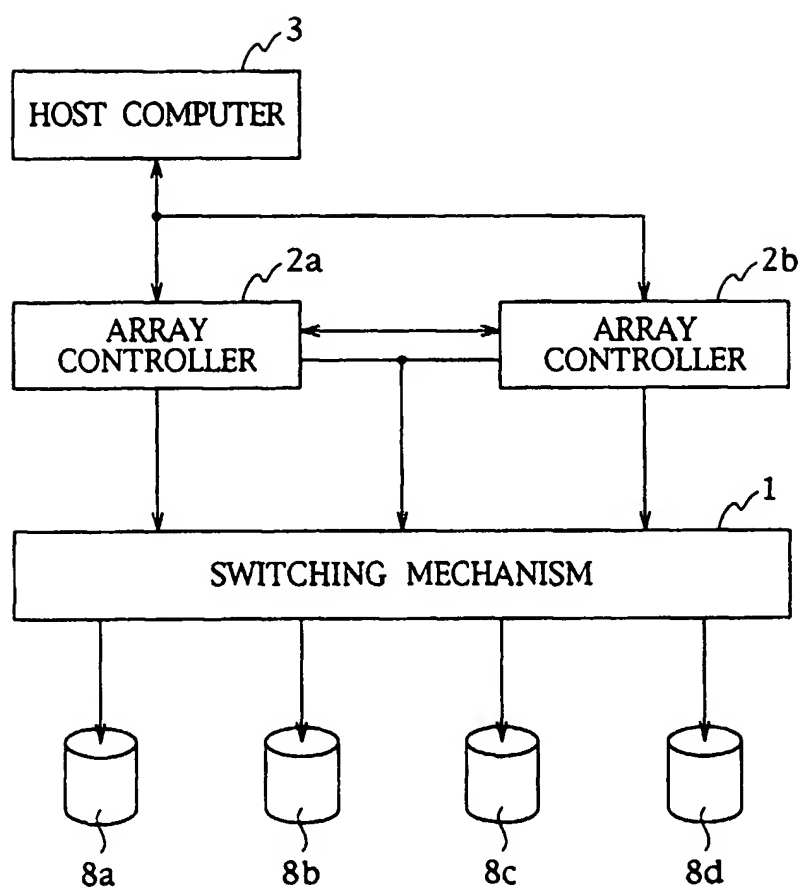 3
HOST COMPUTER
2a
2b
ARRAY
CONTROLLER
ARRAY
CONTROLLER
1
SWITCHING MECHANISM
8a
8b
8c
8d